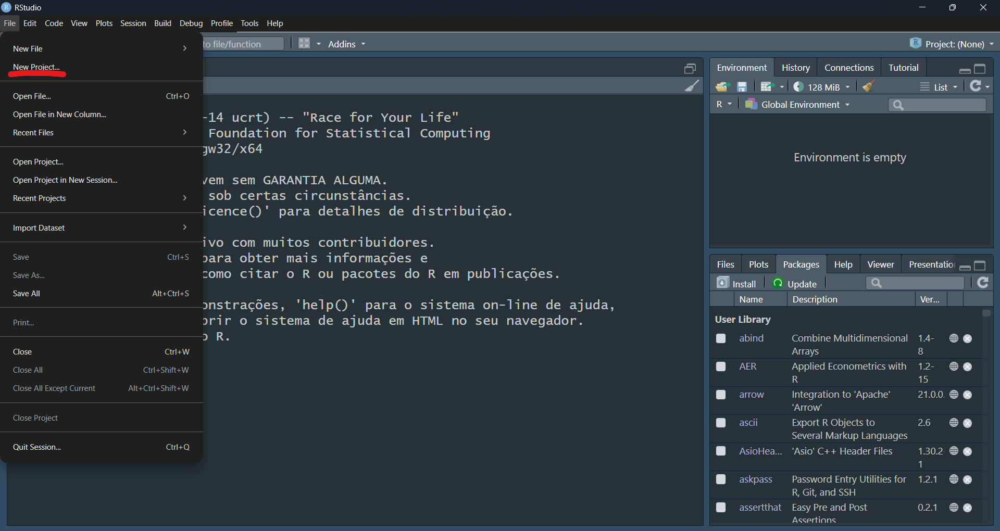 RStudio
File Edit Code View Plots Session Build Debug Profile Tools Help
to file/function Addins Project: (None)
New File
New Project...
Open File... Ctrl+O
Open File in New Column...
Recent Files
Open Project...
Open Project in New Session...
Recent Projects
Import Dataset
Save Ctrl+S
Save As...
Save All Alt+Ctrl+S
Print...
Close Ctrl+W
Close All Ctrl+Shift+W
Close All Except Current Alt+Ctrl+Shift+W
Close Project
Quit Session... Ctrl+Q
-14 ucrt) -- "Race for Your Life"
Foundation for Statistical Computing
gw32/x64
vem sem GARANTIA ALGUMA.
sob certas circunstâncias.
icence()' para detalhes de distribuição.
ivo com muitos contribuidores.
para obter mais informações e
como citar o R ou pacotes do R em publicações.
onstrações, 'help()' para o sistema on-line de ajuda,
brir o sistema de ajuda em HTML no seu navegador.
o R.
Environment History Connections Tutorial
128 MiB List
R Global Environment
Environment is empty
Files Plots Packages Help Viewer Presentation
Install Update
Name Description Ver...
User Library
abind Combine Multidimensional 1.4-
Arrays 8
AER Applied Econometrics with 1.2-
R 15
arrow Integration to 'Apache' 21.0.0.
'Arrow'
ascii Export R Objects to 2.6
Several Markup Languages
AsioHea... 'Asio' C++ Header Files 1.30.2-
1
askpass Password Entry Utilities for 1.2.1
R, Git, and SSH
assertthat Easy Pre and Post 0.2.1
Assertions